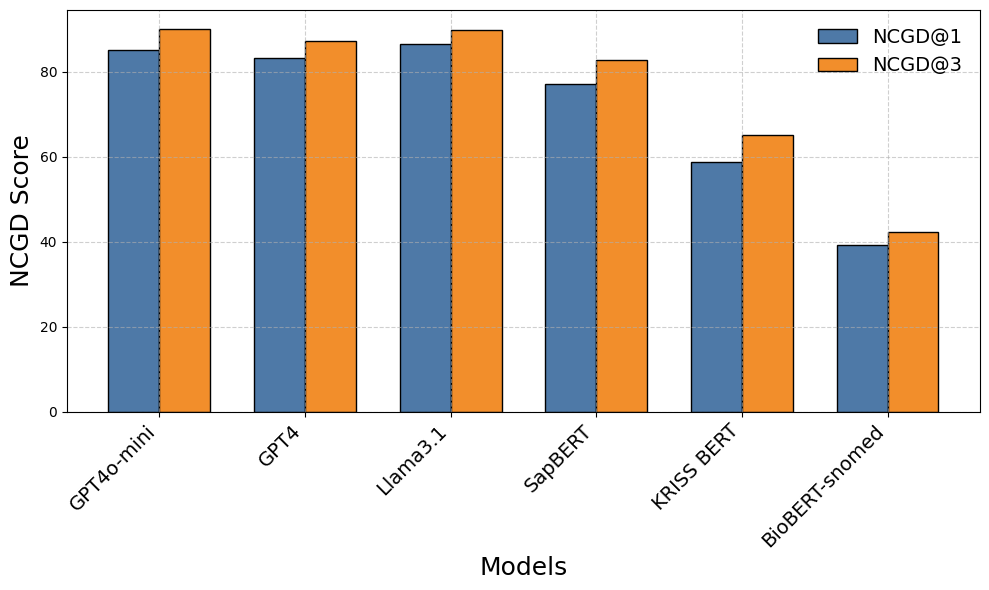 NCGD@1
NCGD@3
NCGD Score
80
60
40
20
0
GPT4o-mini
GPT4
Llama3.1
SapBERT
KRISS BERT
BioBERT-snomed
Models